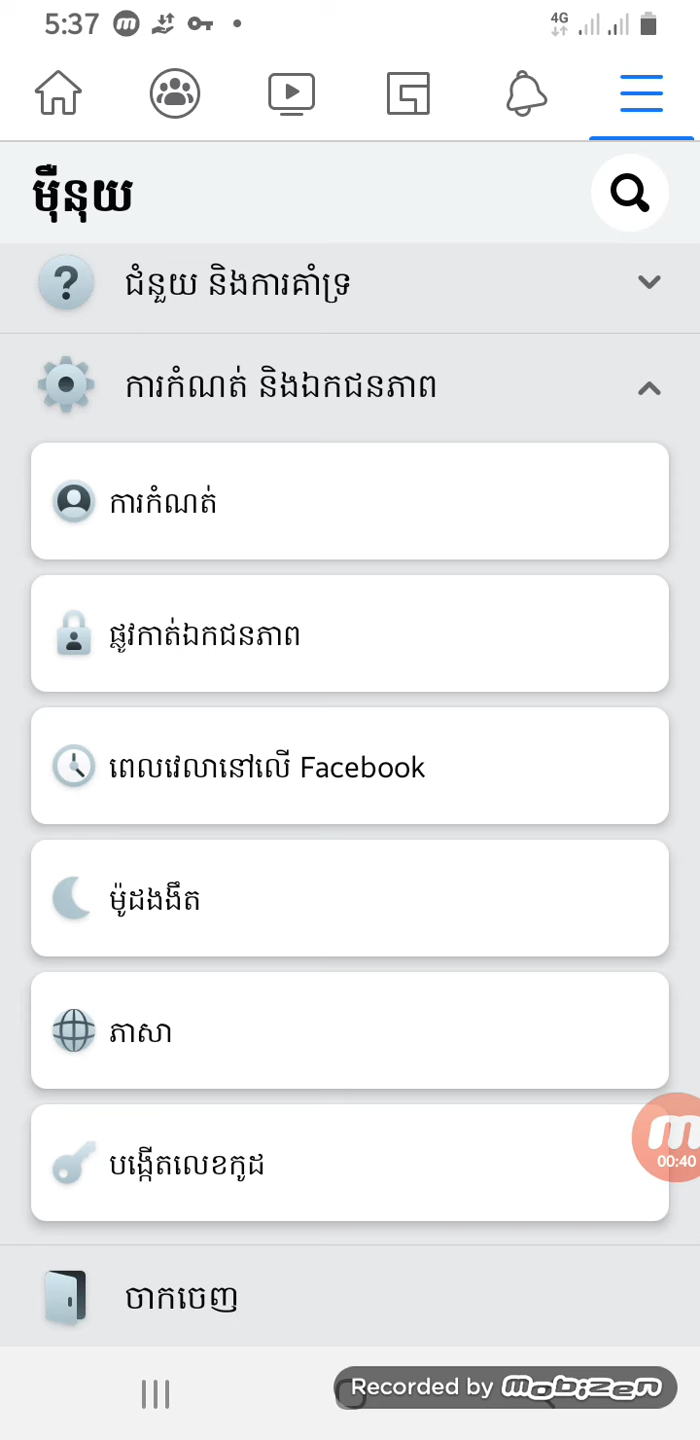 5:37
4G
ម៉ឺនុយ
ជំនួយ និងការគាំទ្រ
ការកំណត់ និងឯកជនភាព
ការកំណត់
ផ្លូវកាត់ឯកជនភាព
ពេលវេលានៅលើ Facebook
ម៉ូដងងឹត
ភាសា
បង្កើតលេខកូដ
00:40
ចាកចេញ
Recorded by mobizen